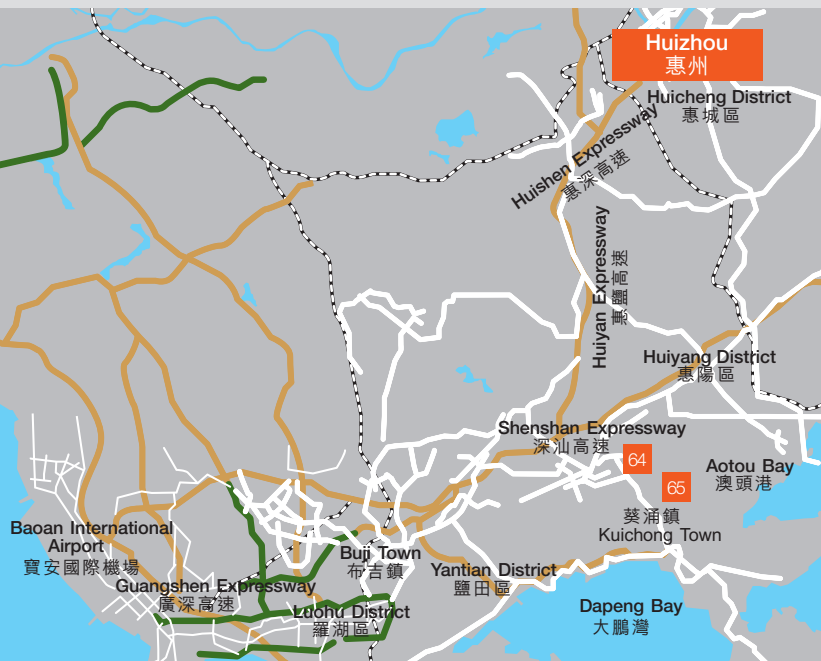 Huizhou
惠州
Huicheng District
惠城區
Huishen Expressway
惠深高速
Huiyan Expressway
惠鹽高速
Huiyang District
惠陽區
Shenshan Expressway
深汕高速
64
Aotou Bay
澳頭港
65
葵涌鎮
Kuichong Town
Baoan International
Airport
寶安國際機場
Buji Town
布吉鎮
Yantian District
鹽田區
Guangshen Expressway
廣深高速
Luohu District
羅湖區
Dapeng Bay
大鵬灣